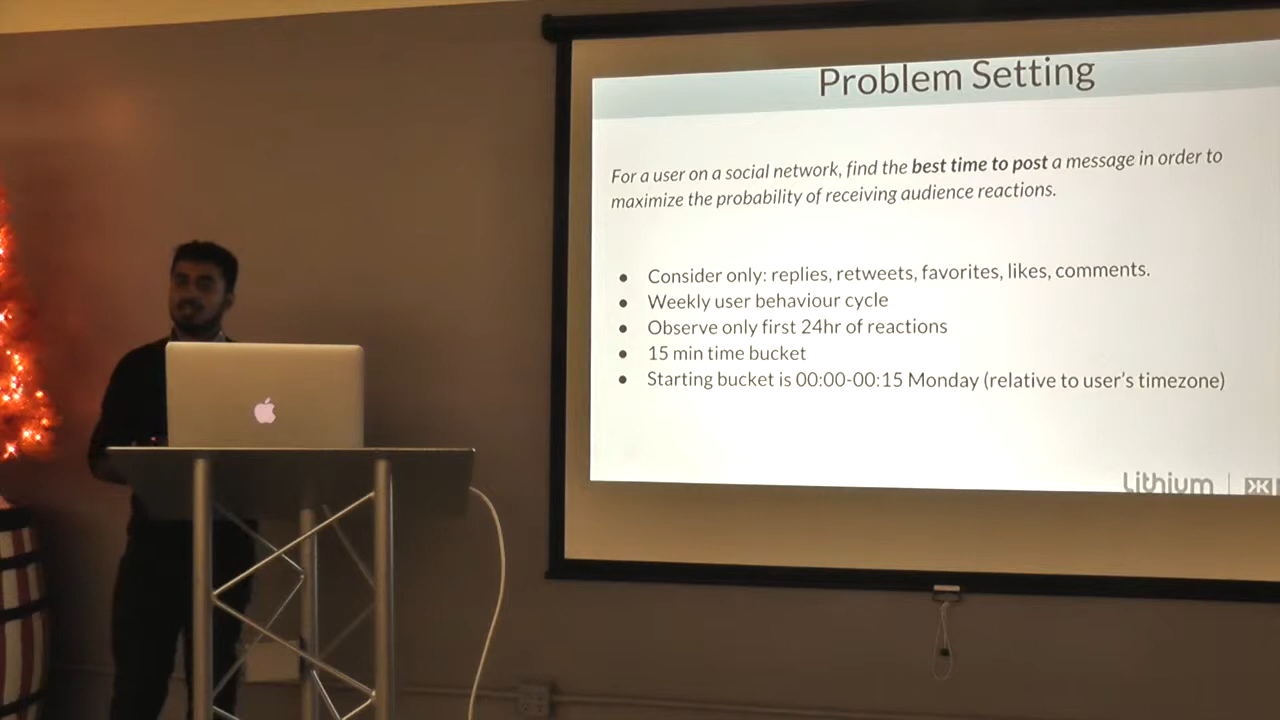 Problem Setting
For a user on a social network, find the best time to post a message in order to
maximize the probability of receiving audience reactions.
● Consider only: replies, retweets, favorites, likes, comments.
● Weekly user behaviour cycle
● Observe only first 24hr of reactions
● 15 min time bucket
● Starting bucket is 00:00-00:15 Monday (relative to user's timezone)
Lithium